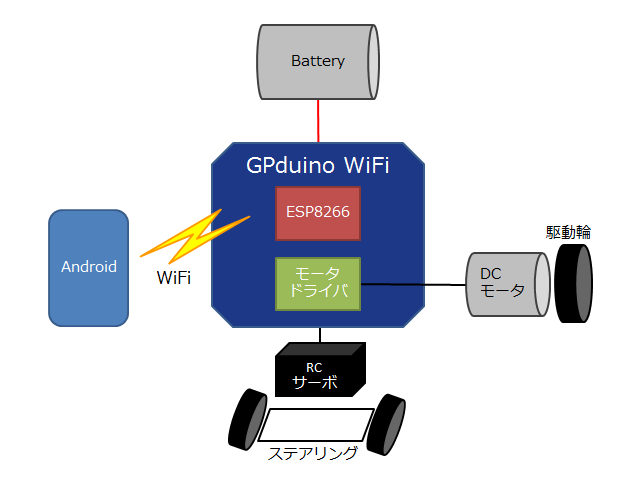 Battery
GPduino WiFi
ESP8266
Android
WiFi
モータ
ドライバ
駆動輪
DC
モータ
RC
サーボ
ステアリング